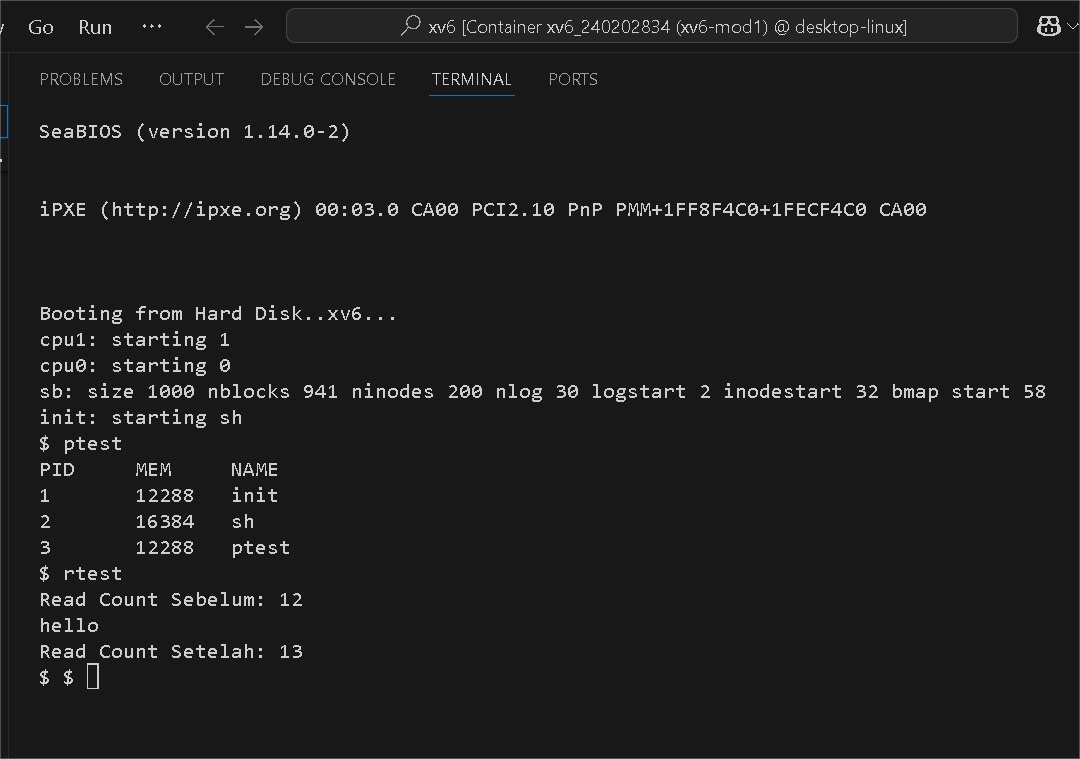 Go Run ··· xv6 [Container xv6_240202834 (xv6-mod1) @ desktop-linux]
PROBLEMS OUTPUT DEBUG CONSOLE TERMINAL PORTS
SeaBIOS (version 1.14.0-2)
iPXE (http://ipxe.org) 00:03.0 CA00 PCI2.10 PnP PMM+1FF8F4C0+1FECF4C0 CA00
Booting from Hard Disk..xv6...
cpu1: starting 1
cpu0: starting 0
sb: size 1000 nblocks 941 ninodes 200 nlog 30 logstart 2 inodestart 32 bmap start 58
init: starting sh
$ ptest
PID MEM NAME
1 12288 init
2 16384 sh
3 12288 ptest
$ rtest
Read Count Sebelum: 12
hello
Read Count Setelah: 13
$ $